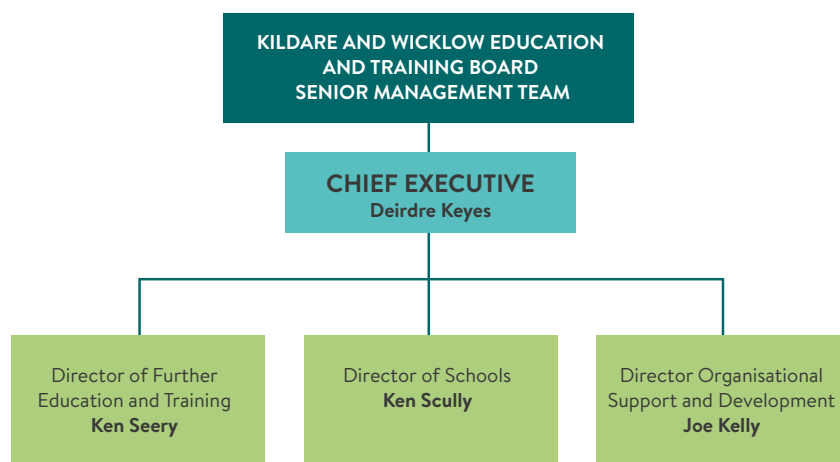 KILDARE AND WICKLOW EDUCATION
AND TRAINING BOARD
SENIOR MANAGEMENT TEAM
CHIEF EXECUTIVE
Deirdre Keyes
Director of Further
Education and Training
Ken Seery
Director of Schools
Ken Scully
Director Organisational
Support and Development
Joe Kelly